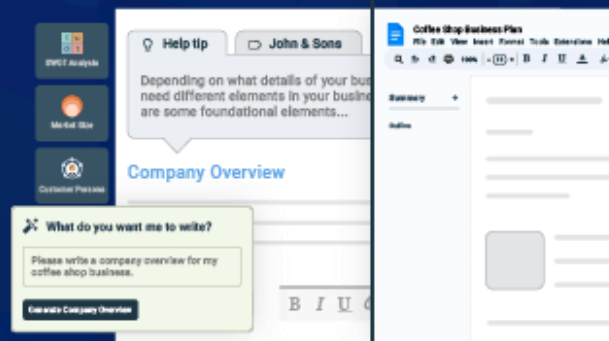 SWOT Analysis
Market Size
Customer Persona
Help tip
John & Sons
Depending on what details of your bus
need different elements in your busine
are some foundational elements...
Company Overview
What do you want me to write?
Please write a company overview for my
coffee shop business.
Generate Company Overview
B I U
Coffee Shop Business Plan
File Edit View Insert Format Tools Extensions Hel
100% - 11 + B I U A
Summary +
Outline